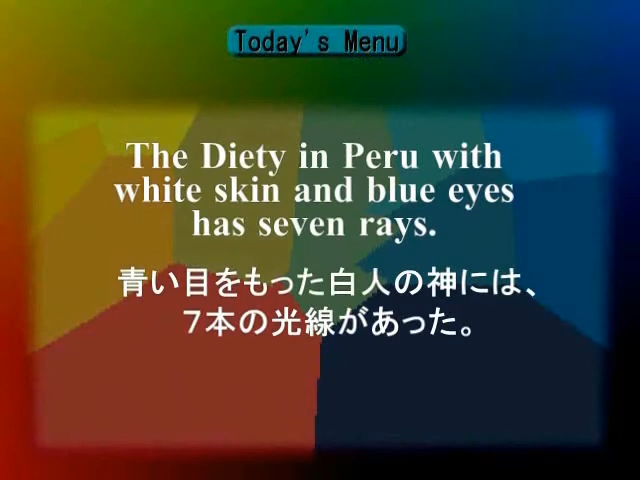 Today's Menu
The Diety in Peru with
white skin and blue eyes
has seven rays.
青い目をもった白人の神には、
７本の光線があった。